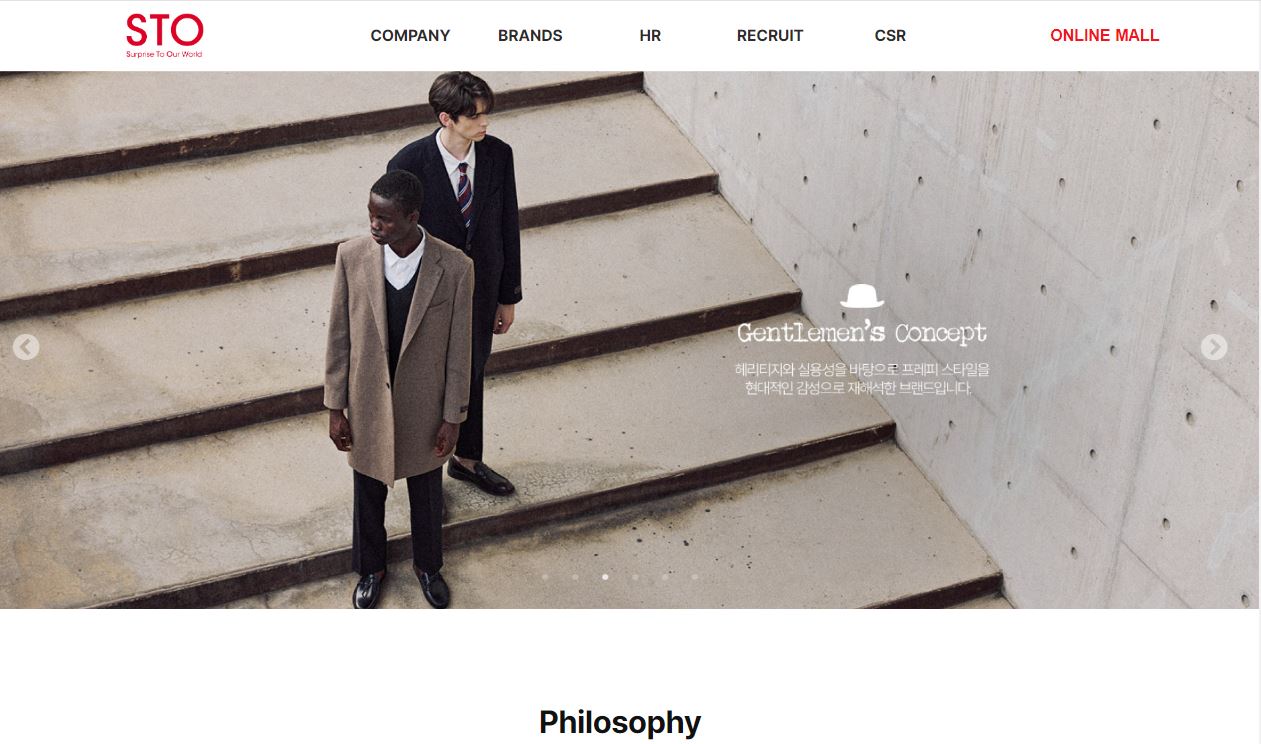 STO
Surprise To Our World
COMPANY
BRANDS
HR
RECRUIT
CSR
ONLINE MALL
Gentlemen's Concept
헤리티지와 실용성을 바탕으로 프레피 스타일을
현대적인 감성으로 재해석한 브랜드입니다.
Philosophy